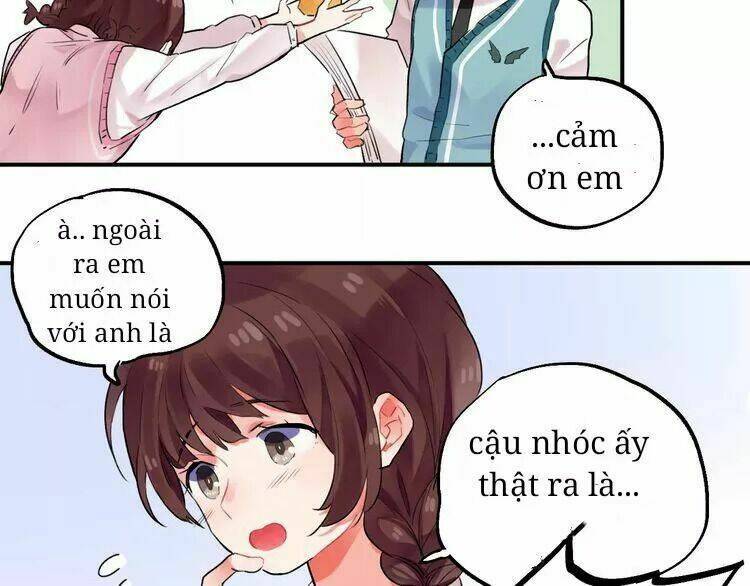 ...cảm
ơn em
à.. ngoài
ra em
muốn nói
với anh là
cậu nhóc ấy
thật ra là...